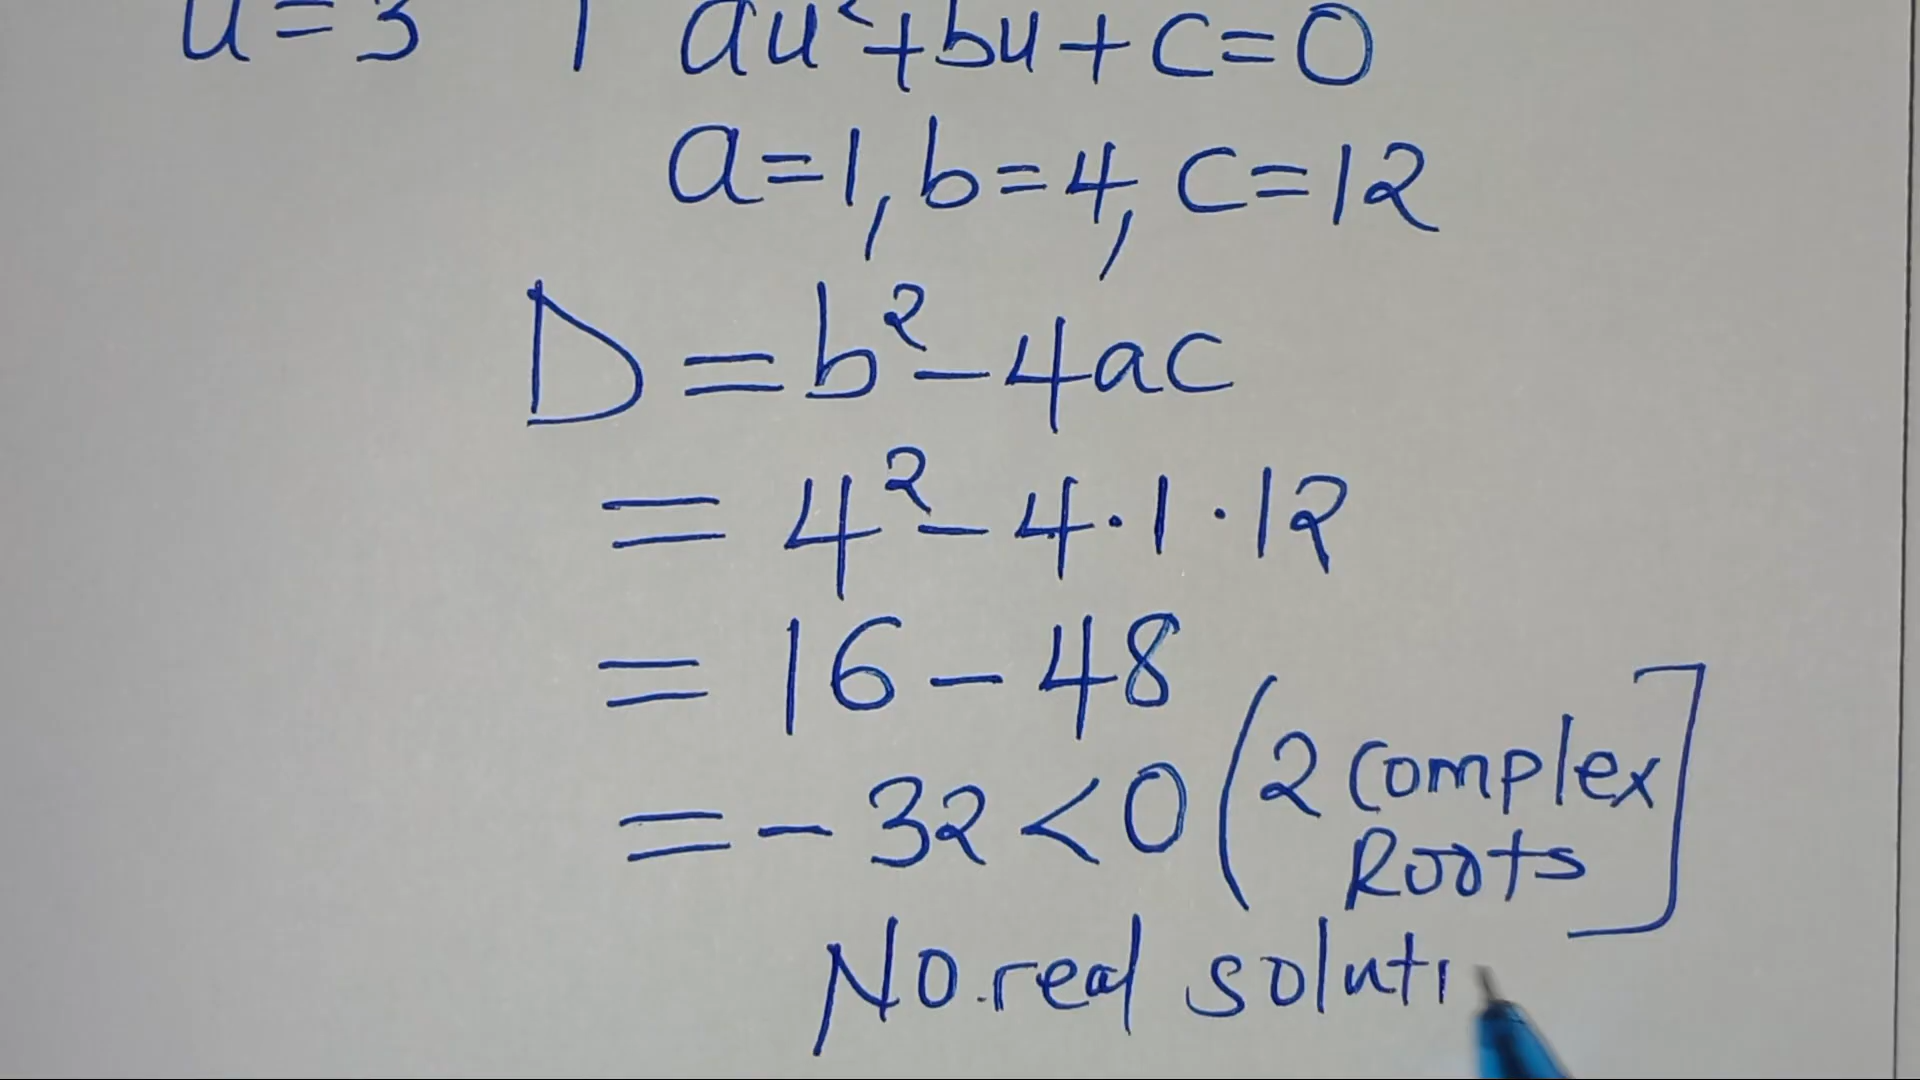 u=3 | au²+bu+c=0
a=1, b=4, c=12
D=b²-4ac
= 4²-4·1·12
= 16-48
=-32<0 (2 complex
Roots]
No real soluti